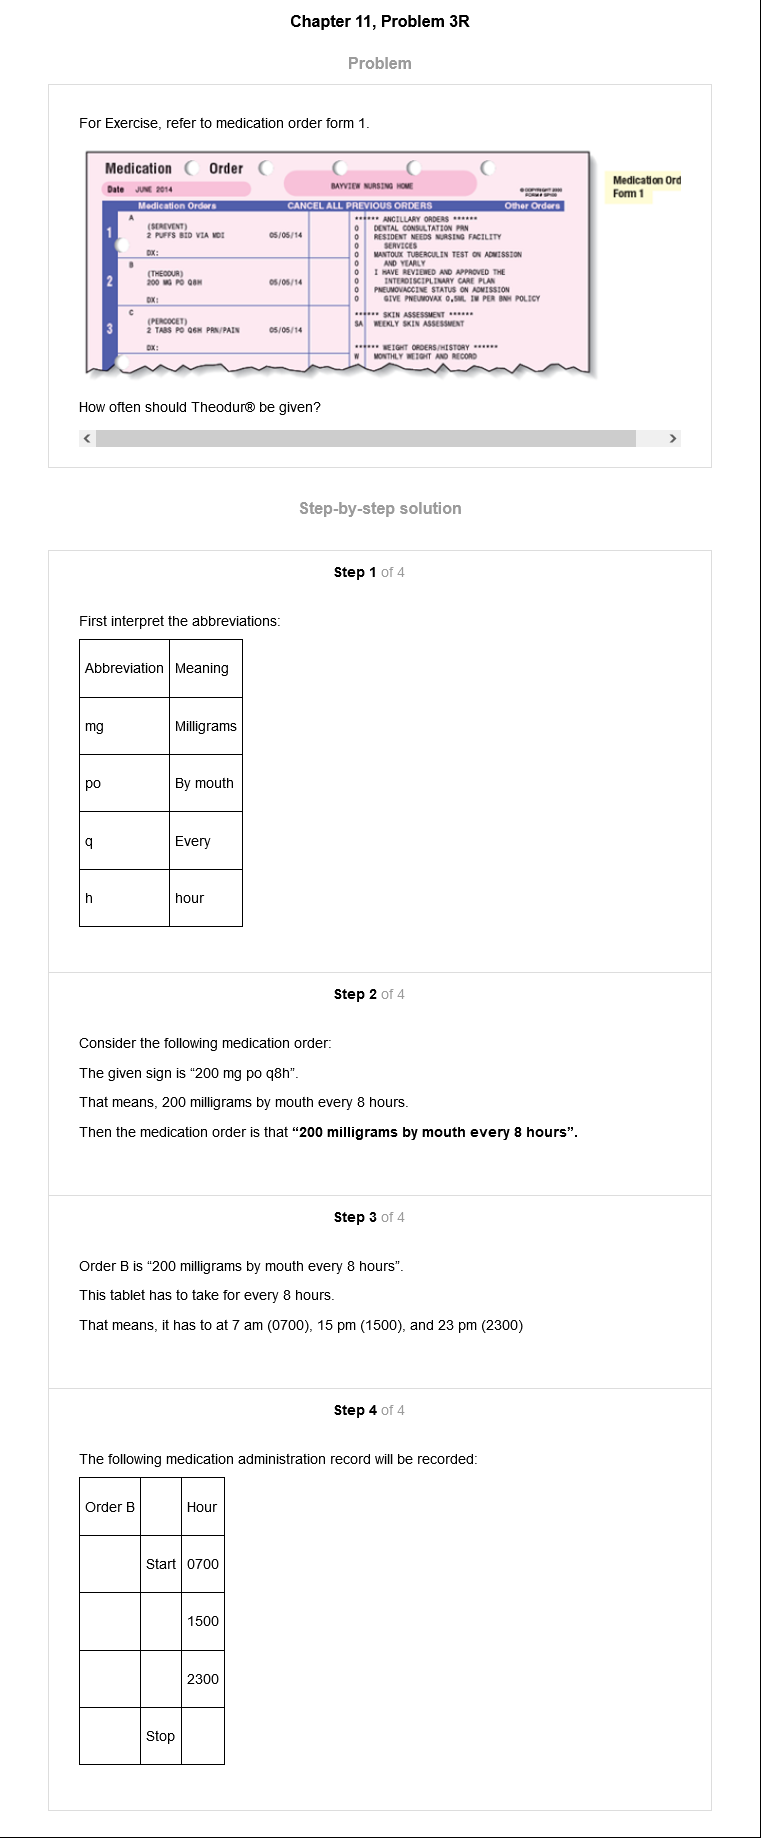 Chapter 11, Problem 3R
Problem
For Exercise, refer to medication order form 1.
Medication Order
Date JUNE 2014
BAYVIEW NURSING HOME
Medication Orders CANCEL ALL PREVIOUS ORDERS Other Orders
1
A
(SEREVENT)
2 PUFFS BID VIA MDI 05/05/14
DX:
2
B
(THEODUR)
200 MG PO Q8H 05/05/14
DX:
3
C
(PERCOCET)
2 TABS PO Q6H PRN/PAIN 05/05/14
DX:
****** ANCILLARY ORDERS ******
O DENTAL CONSULTATION PRN
O RESIDENT NEEDS NURSING FACILITY
O SERVICES
O MANTOUX TUBERCULIN TEST ON ADMISSION
O AND YEARLY
O I HAVE REVIEWED AND APPROVED THE
O INTERDISCIPLINARY CARE PLAN
O PNEUMOVACCINE STATUS ON ADMISSION
O GIVE PNEUMOVAX 0.5ML IM PER BNH POLICY
****** SKIN ASSESSMENT ******
SA WEEKLY SKIN ASSESSMENT
****** WEIGHT ORDERS/HISTORY ******
W MONTHLY WEIGHT AND RECORD
Medication Ord
Form 1
How often should Theodur® be given?
Step-by-step solution
Step 1 of 4
First interpret the abbreviations:
Abbreviation Meaning
mg Milligrams
po By mouth
q Every
h hour
Step 2 of 4
Consider the following medication order:
The given sign is “200 mg po q8h”.
That means, 200 milligrams by mouth every 8 hours.
Then the medication order is that “200 milligrams by mouth every 8 hours”.
Step 3 of 4
Order B is “200 milligrams by mouth every 8 hours”.
This tablet has to take for every 8 hours.
That means, it has to at 7 am (0700), 15 pm (1500), and 23 pm (2300)
Step 4 of 4
The following medication administration record will be recorded:
Order B Hour
Start 0700
1500
2300
Stop